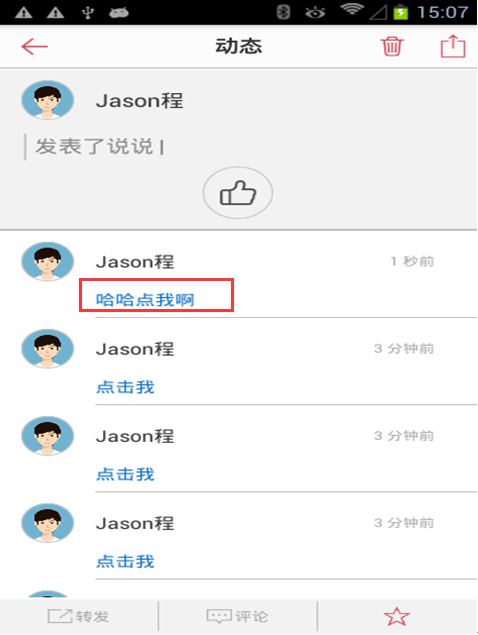 15:07
动态
Jason程
发表了说说
Jason程
1 秒前
哈哈点我啊
Jason程
3 分钟前
点击我
Jason程
3 分钟前
点击我
Jason程
3 分钟前
点击我
转发
评论